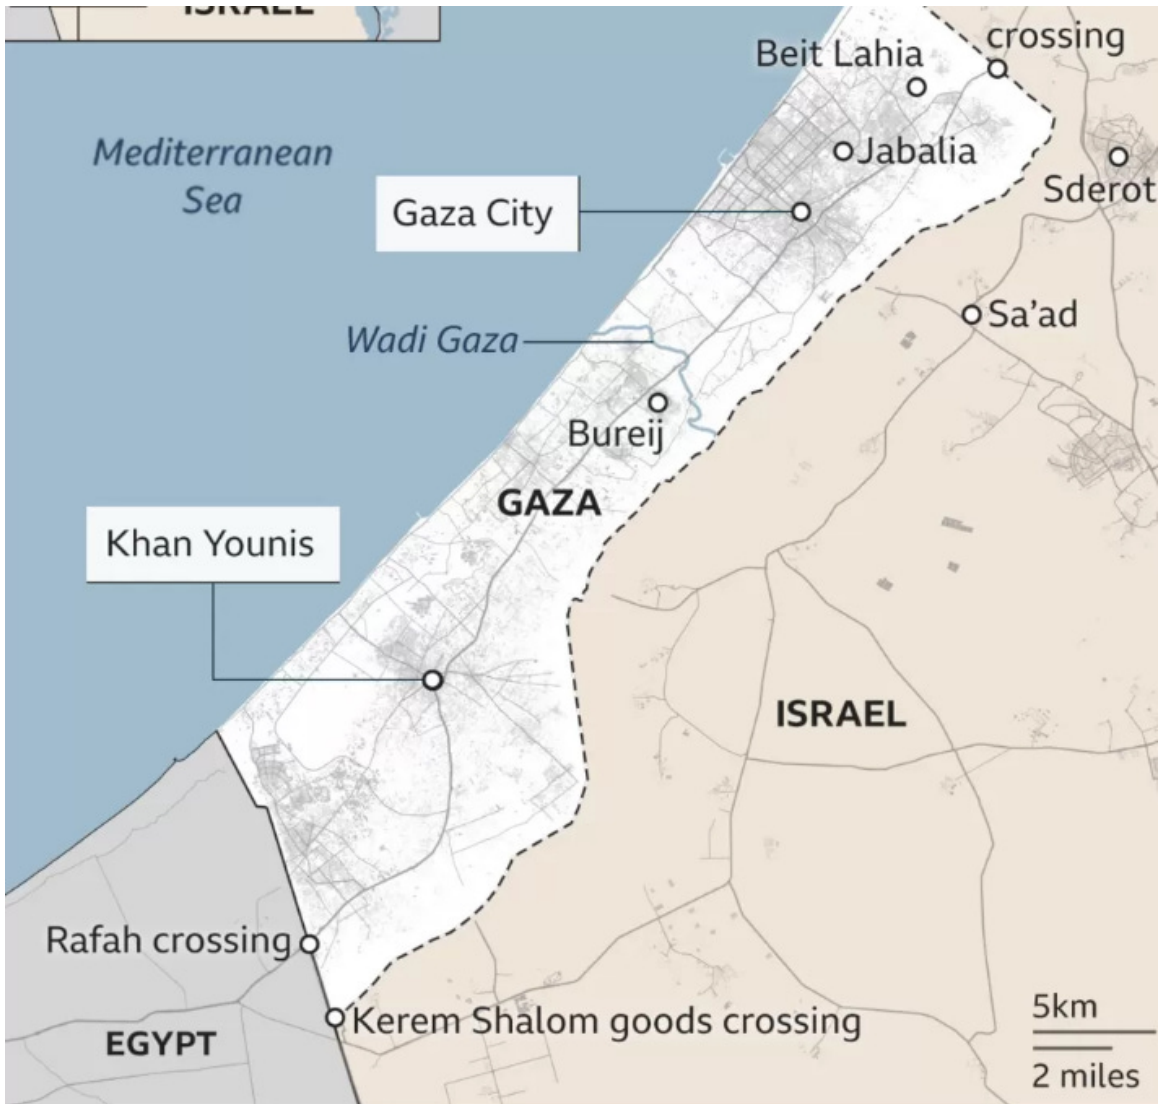 ISRAEL
crossing
Beit Lahia
Mediterranean
Sea
Jabalia
Sderot
Gaza City
Sa'ad
Wadi Gaza
Bureij
GAZA
Khan Younis
ISRAEL
Rafah crossing
Kerem Shalom goods crossing
EGYPT
5km
2 miles